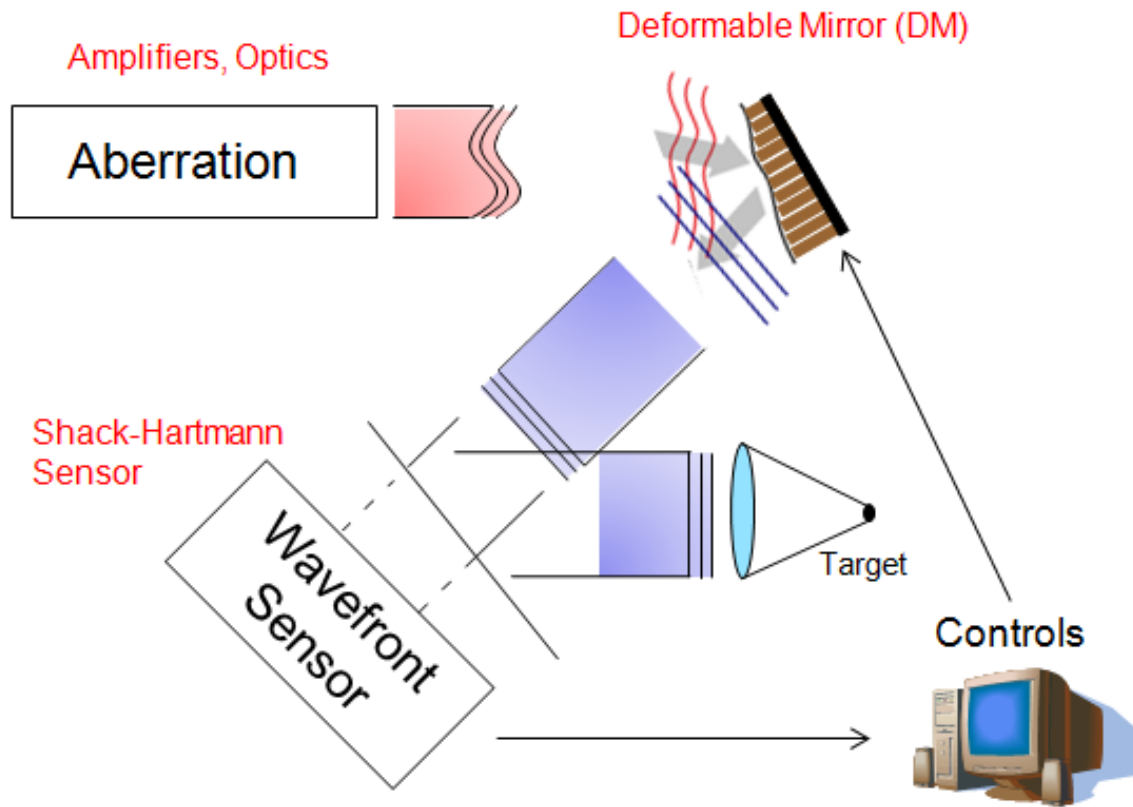 Deformable Mirror (DM)
Amplifiers, Optics
Aberration
Shack-Hartmann
Sensor
Wavefront
Sensor
Target
Controls